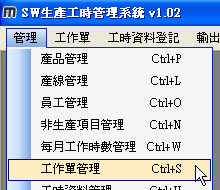 SW生產工時管理系統 v1.02
管理 工作單 工時資料登記 輸出
產品管理 Ctrl+P
產線管理 Ctrl+L
員工管理 Ctrl+O
非生產項目管理 Ctrl+N
每月工作時數管理 Ctrl+W
工作單管理 Ctrl+S